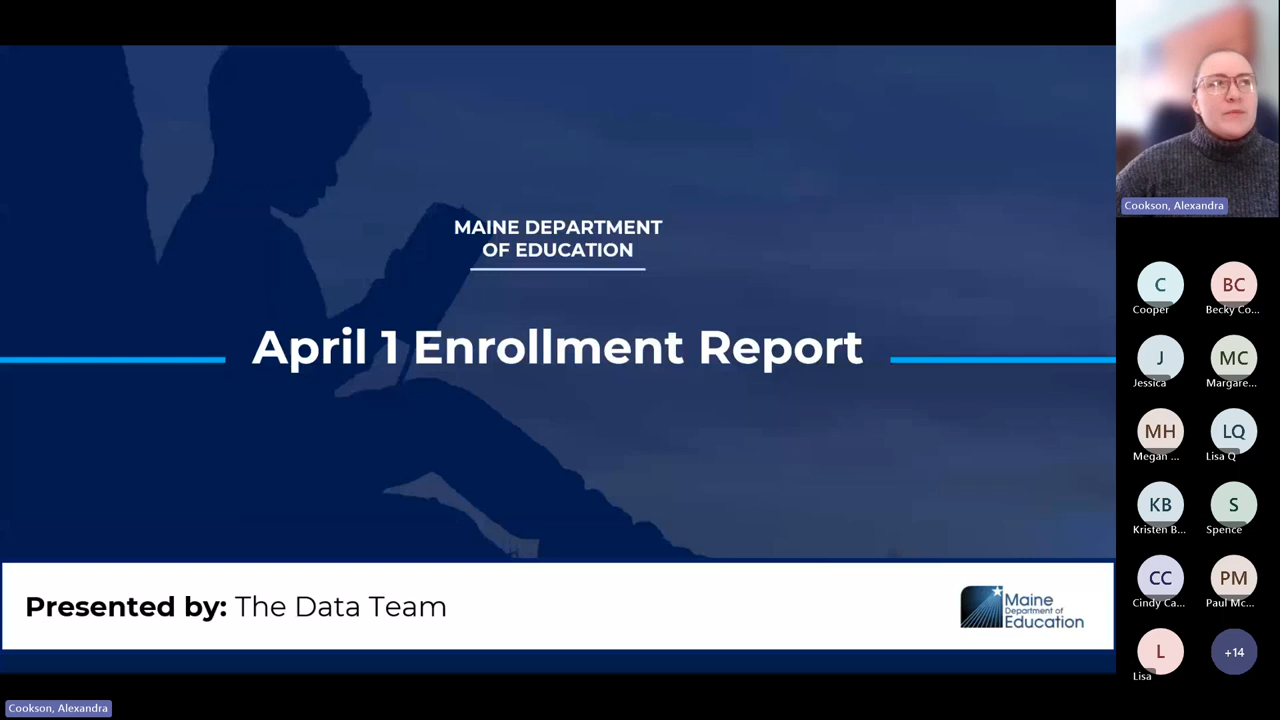 MAINE DEPARTMENT
OF EDUCATION
April 1 Enrollment Report
Presented by: The Data Team
Maine
Department of
Education
Cookson, Alexandra
Cookson, Alexandra
C
Cooper
BC
Becky Co...
J
Jessica
MC
Margare...
MH
Megan ...
LQ
Lisa Q
KB
Kristen B...
S
Spence
CC
Cindy Ca...
PM
Paul Mc...
L
Lisa
+14